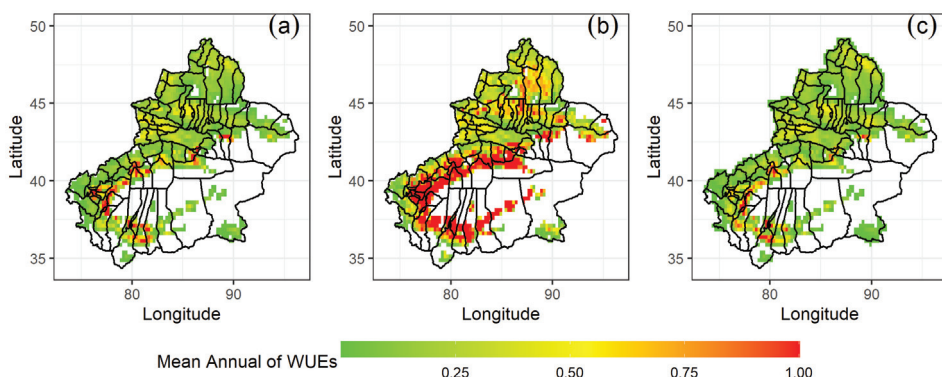 (a) (b) (c)
50 50 50
45 45 45
40 40 40
35 35 35
Latitude Latitude Latitude
80 90 80 90 80 90
Longitude Longitude Longitude
Mean Annual of WUEs
0.25 0.50 0.75 1.00